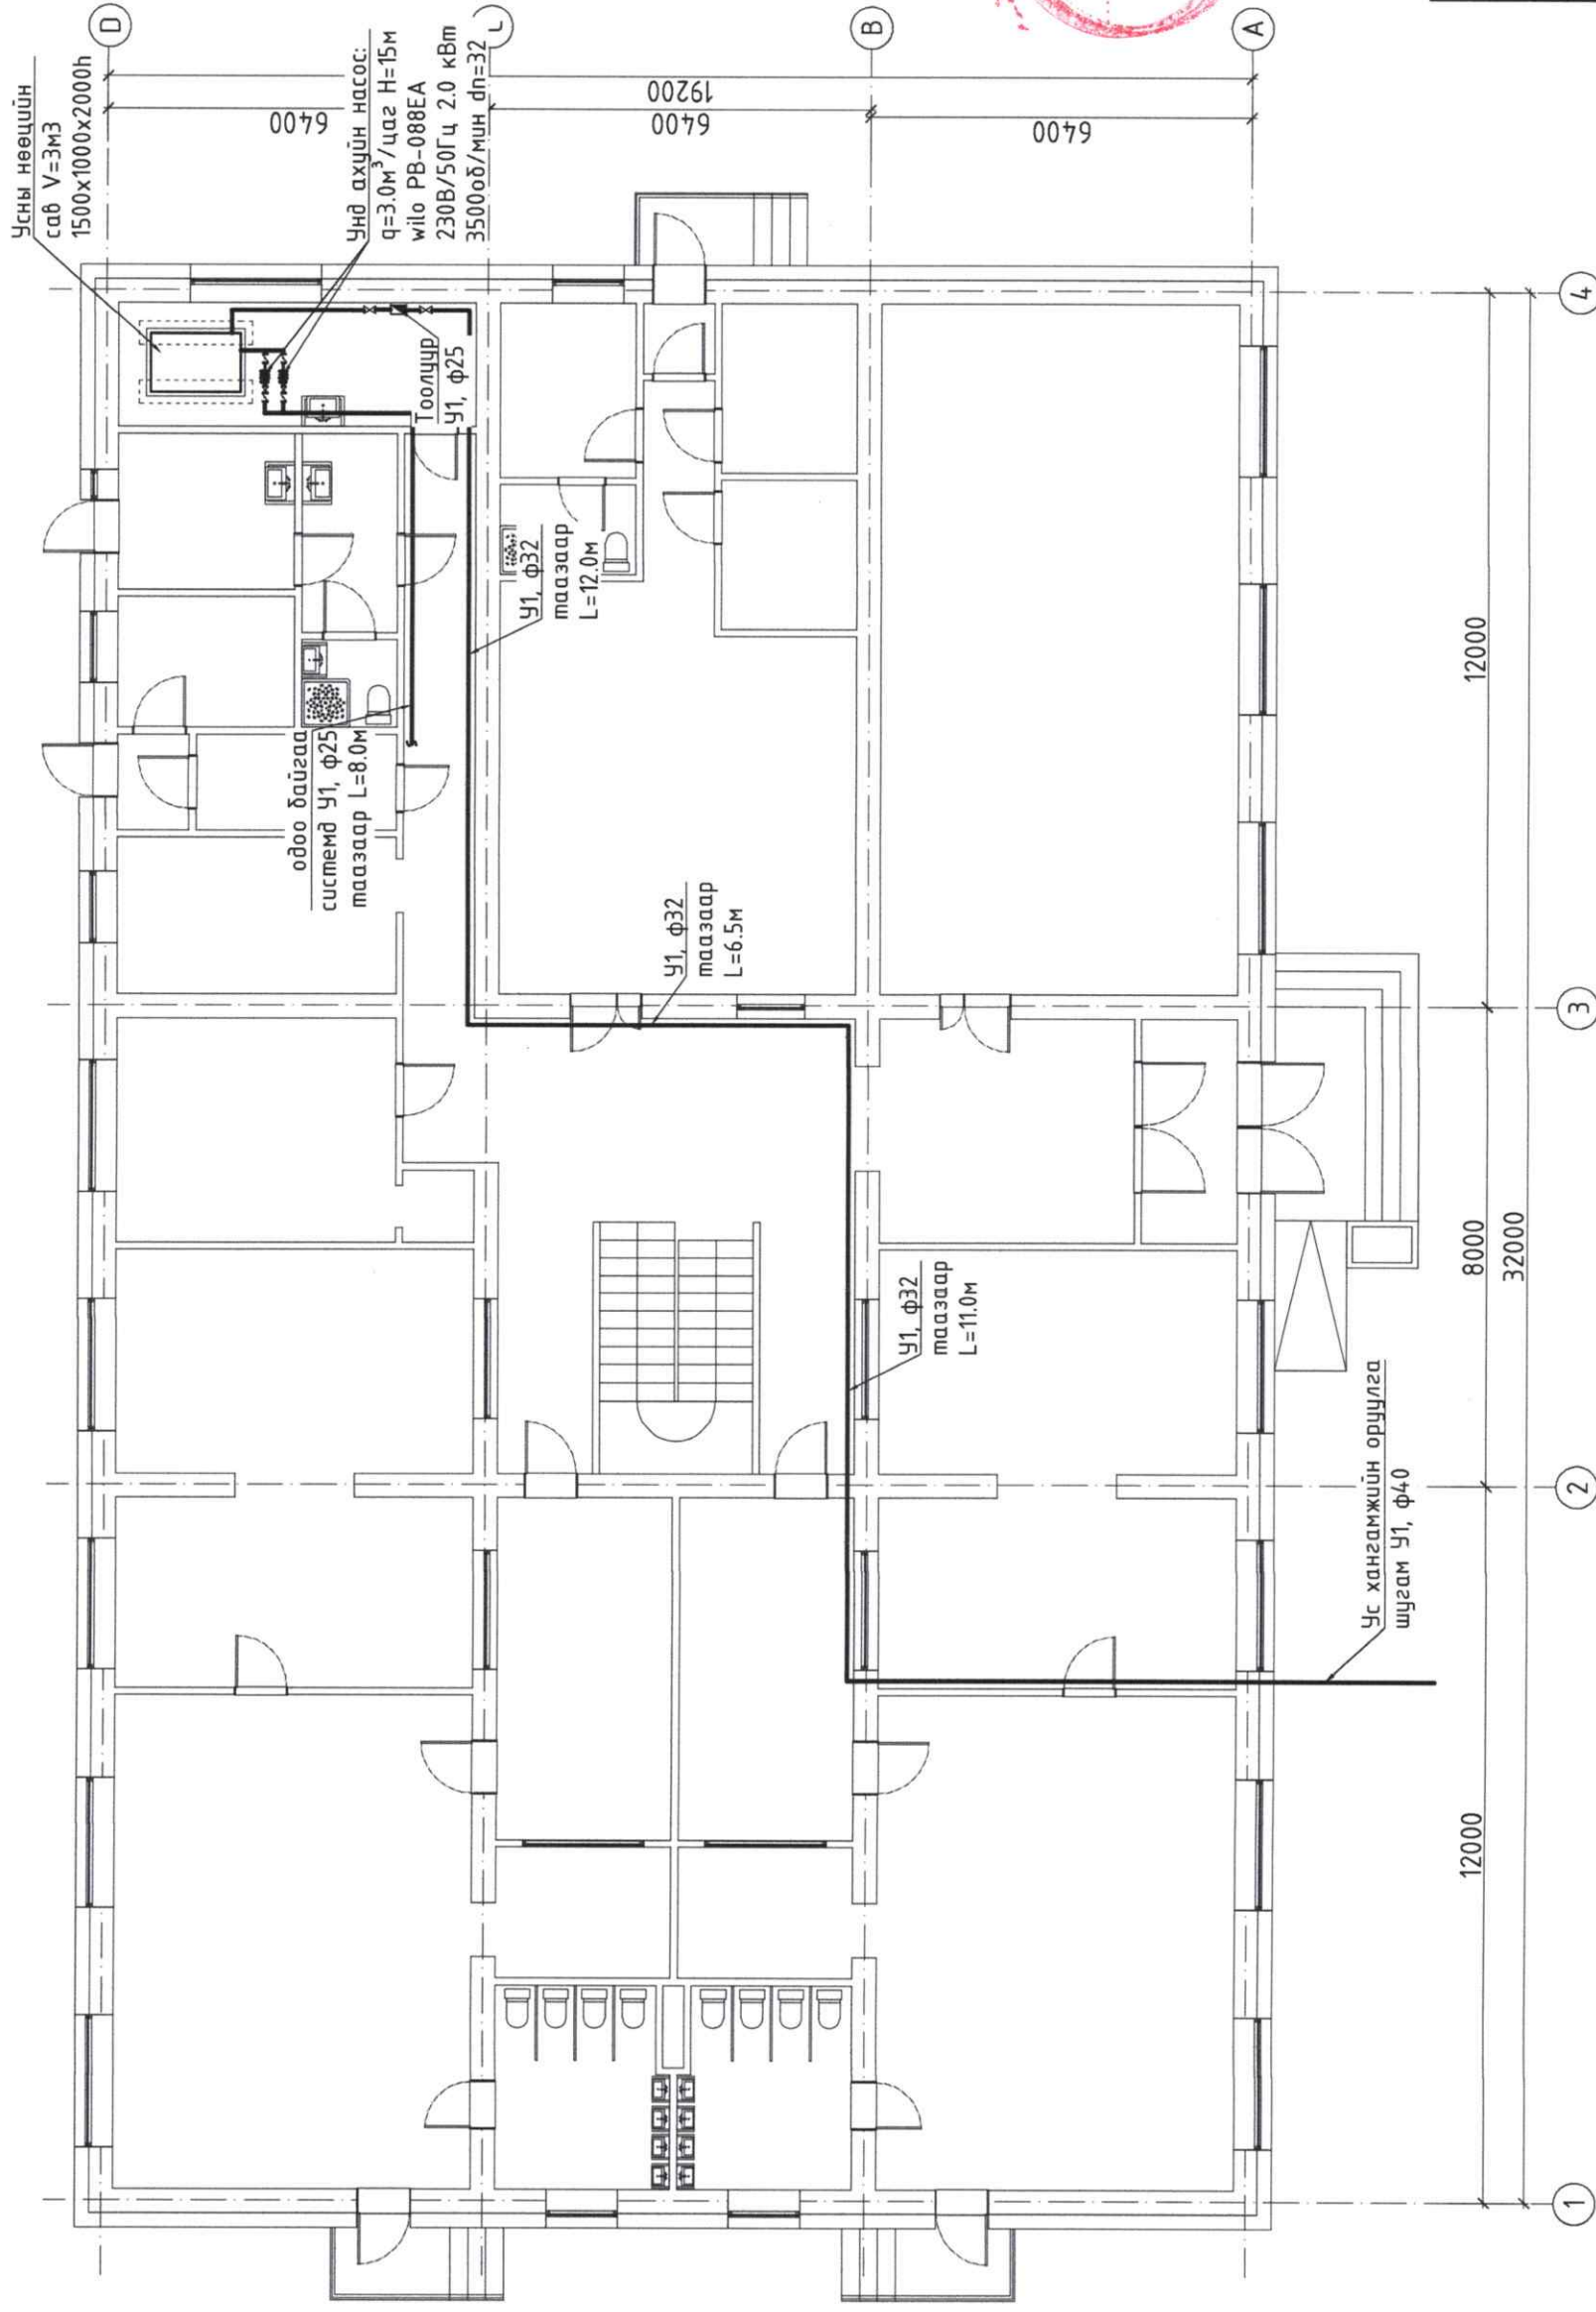 Усны нөөцийн
сав V=3м3
1500x1000x2000h
Унд ахуйн насос:
q=3.0м³/цаг H=15м
wilo PB-088EA
230В/50Гц 2.0 кВт
3500об/мин dn=32
Тоолуур
У1, ф25
У1, ф32
таазаар
L=12.0м
одоо байгаа
системд У1, ф25
таазаар L=8.0м
У1, ф32
таазаар
L=6.5м
У1, ф32
таазаар
L=11.0м
Ус хангамжийн оруулга
шугам У1, ф40
6400
6400
6400
19200
12000
8000
12000
32000
D
B
A
1
2
3
4